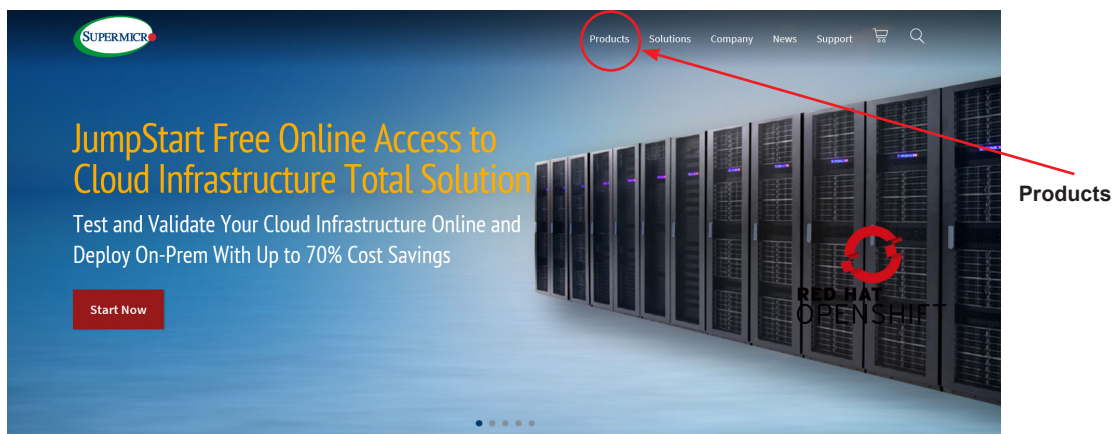 SUPERMICR
Products Solutions Company News Support
JumpStart Free Online Access to
Cloud Infrastructure Total Solution
Test and Validate Your Cloud Infrastructure Online and
Deploy On-Prem With Up to 70% Cost Savings
Start Now
RED HAT
OPENSHIFT
Products